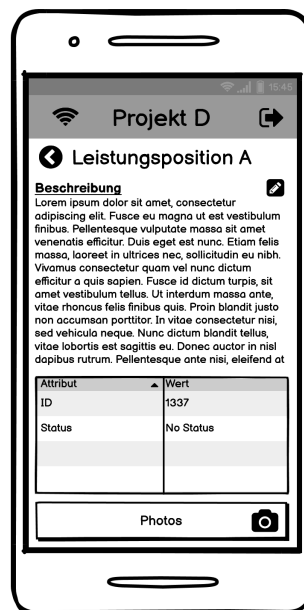 15:45
Projekt D
Leistungsposition A
Beschreibung
Lorem ipsum dolor sit amet, consectetur
adipiscing elit. Fusce eu magna ut est vestibulum
finibus. Pellentesque vulputate massa sit amet
venenatis efficitur. Duis eget est nunc. Etiam felis
massa, laoreet in ultrices nec, sollicitudin eu nibh.
Vivamus consectetur quam vel nunc dictum
efficitur a quis sapien. Fusce id dictum turpis, sit
amet vestibulum tellus. Ut interdum massa ante,
vitae rhoncus felis finibus quis. Proin blandit justo
non accumsan porttitor. In vitae consectetur nisi,
sed vehicula neque. Nunc dictum blandit tellus,
vitae lobortis est sagittis eu. Donec auctor in nisl
dapibus rutrum. Pellentesque ante nisi, eleifend at
Attribut Wert
ID 1337
Status No Status
Photos